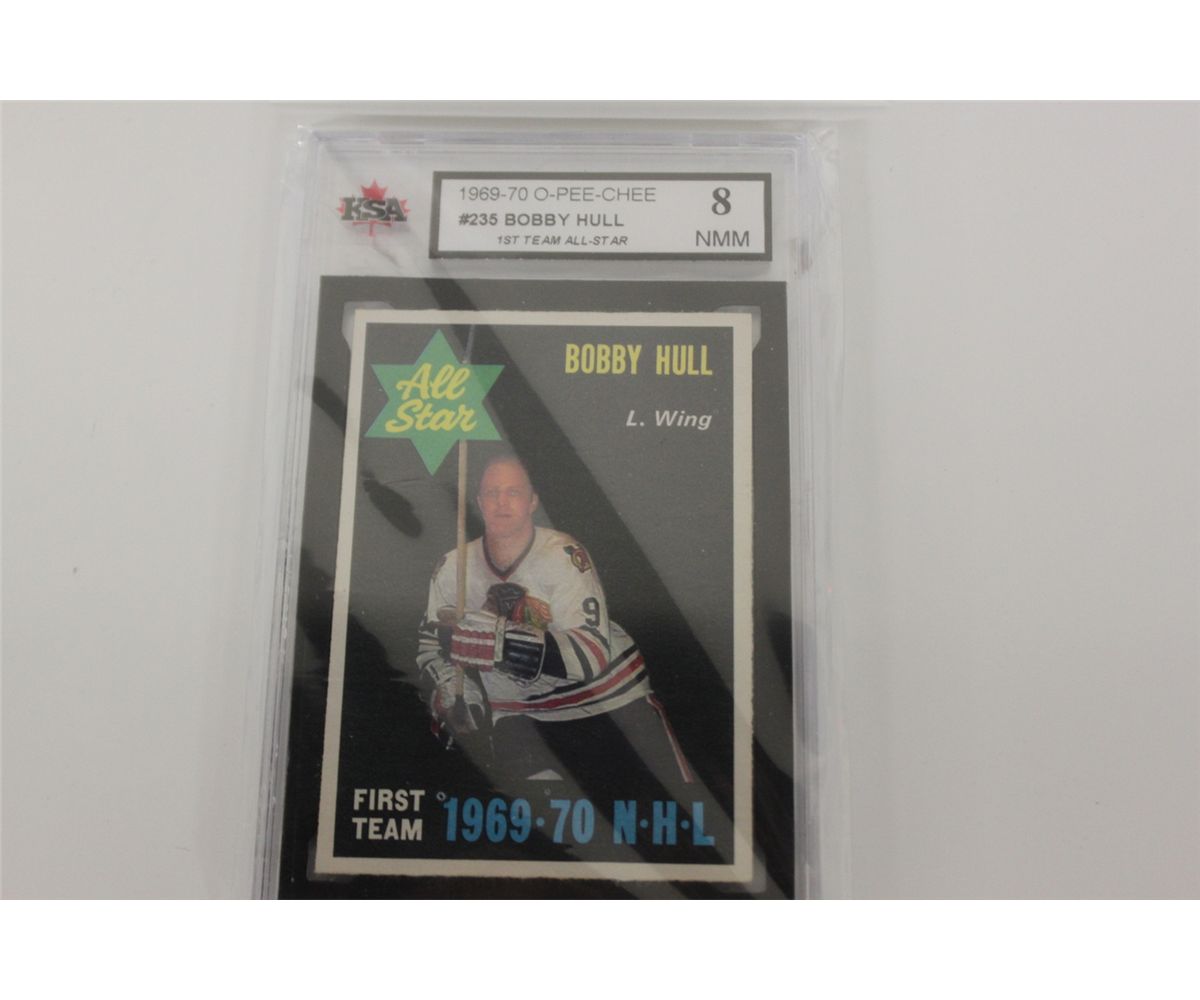 KSA
1969-70 O-PEE-CHEE
#235 BOBBY HULL
1ST TEAM ALL-STAR
8
NMM
All
Star
BOBBY HULL
L. Wing
9
FIRST
TEAM
1969·70 N·H·L